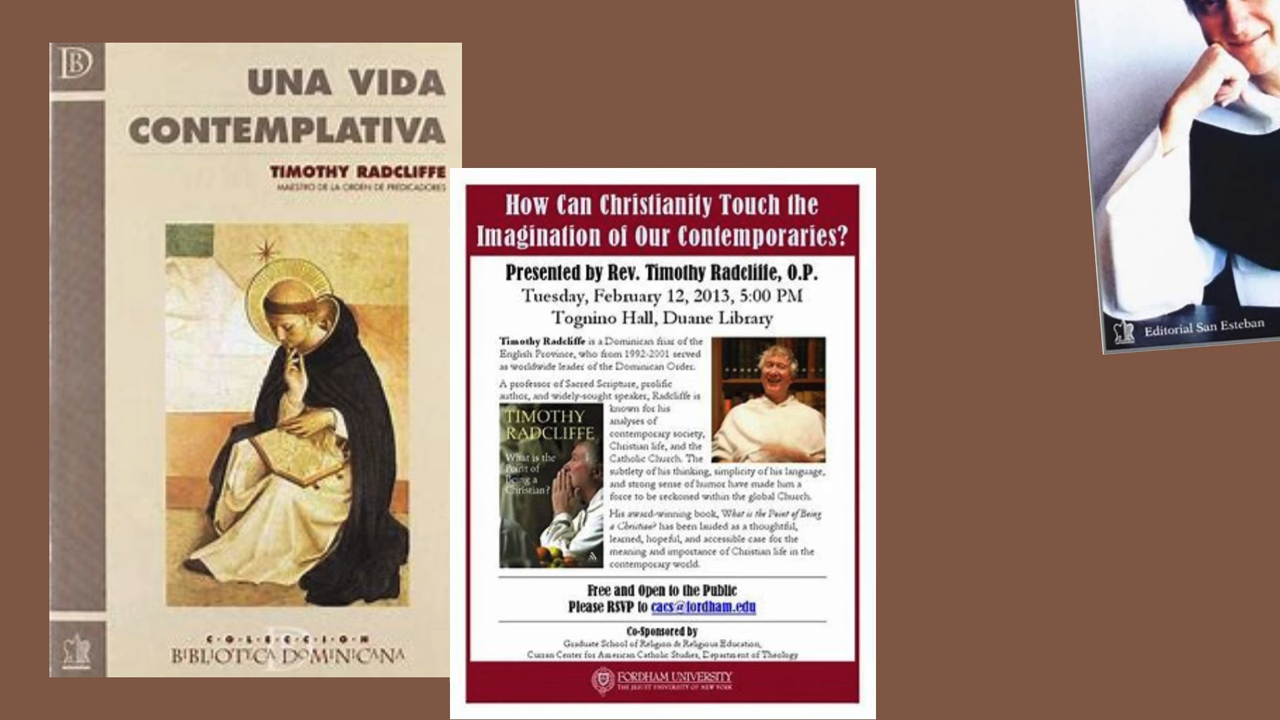 DB
UNA VIDA
CONTEMPLATIVA
TIMOTHY RADCLIFFE
MAESTRO DE LA ORDEN DE PREDICADORES
COLECCION
BIBLIOTECA DOMINICANA
How Can Christianity Touch the
Imagination of Our Contemporaries?
Presented by Rev. Timothy Radcliffe, O.P.
Tuesday, February 12, 2013, 5:00 PM
Tognino Hall, Duane Library
Timothy Radcliffe is a Dominican friar of the
English Province, who from 1992-2001 served
as worldwide leader of the Dominican Order.
A professor of Sacred Scripture, prolific
author, and widely-sought speaker, Radcliffe is
known for his
analyses of
contemporary society,
Christian life, and the
Catholic Church. The
subtlety of his thinking, simplicity of his language,
and strong sense of humor have made him a
force to be reckoned within the global Church.
His award-winning book, What is the Point of Being
a Christian? has been lauded as a thoughtful,
learned, hopeful, and accessible case for the
meaning and importance of Christian life in the
contemporary world.
TIMOTHY
RADCLIFFE
What is the
Point of
Being a
Christian?
Free and Open to the Public
Please RSVP to cacs@fordham.edu
Co-Sponsored by
Graduate School of Religion & Religious Education,
Curran Center for American Catholic Studies, Department of Theology
FORDHAM UNIVERSITY
THE JESUIT UNIVERSITY OF NEW YORK
Editorial San Esteban